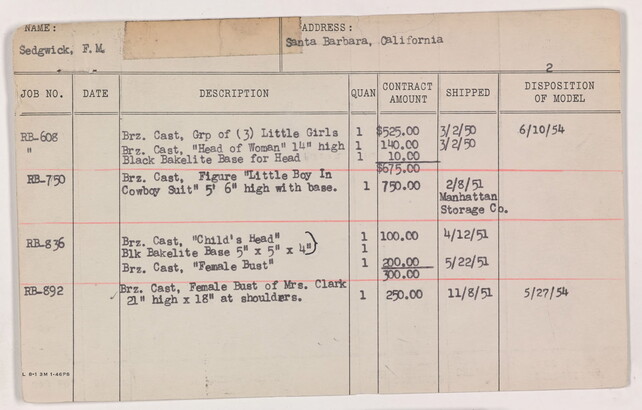 NAME: ADDRESS:
Sedgwick, F. M. Santa Barbara, California
2
JOB NO. DATE DESCRIPTION QUAN CONTRACT AMOUNT SHIPPED DISPOSITION OF MODEL
RB-608 Brz. Cast, Grp of (3) Little Girls 1 $525.00 3/2/50 6/10/54
" Brz. Cast, "Head of Woman" 14" high 1 140.00 3/2/50
Black Bakelite Base for Head 1 10.00
$675.00
RB-750 Brz. Cast, Figure "Little Boy In
Cowboy Suit" 5' 6" high with base. 1 750.00 2/8/51
Manhattan
Storage Co.
RB-836 Brz. Cast, "Child's Head" 1 100.00 4/12/51
Blk Bakelite Base 5" x 5" x 4" 1
Brz. Cast, "Female Bust" 1 200.00 5/22/51
300.00
RB-892 Brz. Cast, Female Bust of Mrs. Clark
21" high x 18" at shoulders. 1 250.00 11/8/51 5/27/54
L 8-1 3M 1-46PB